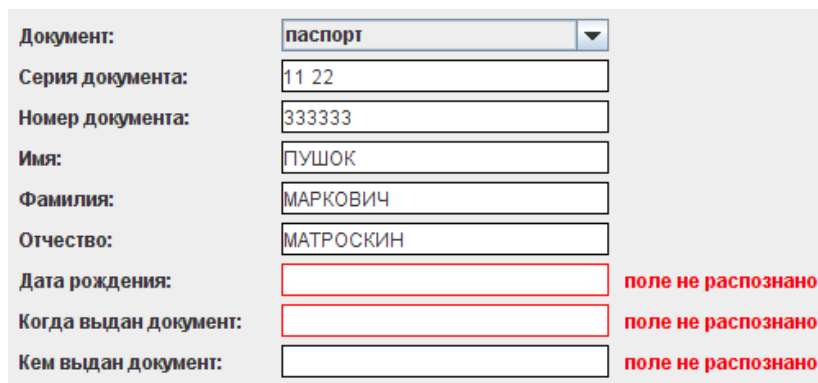 Документ: паспорт
Серия документа: 11 22
Номер документа: 333333
Имя: ПУШОК
Фамилия: МАРКОВИЧ
Отчество: МАТРОСКИН
Дата рождения: поле не распознано
Когда выдан документ: поле не распознано
Кем выдан документ: поле не распознано